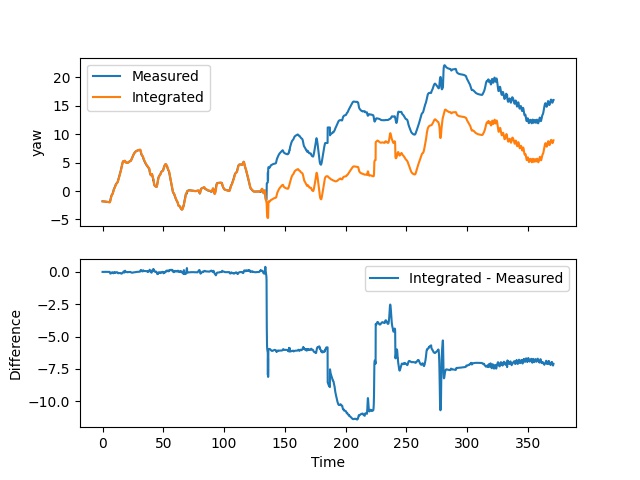 Measured
Integrated
yaw
20
15
10
5
0
−5
Integrated - Measured
Difference
0.0
−2.5
−5.0
−7.5
−10.0
0 50 100 150 200 250 300 350
Time